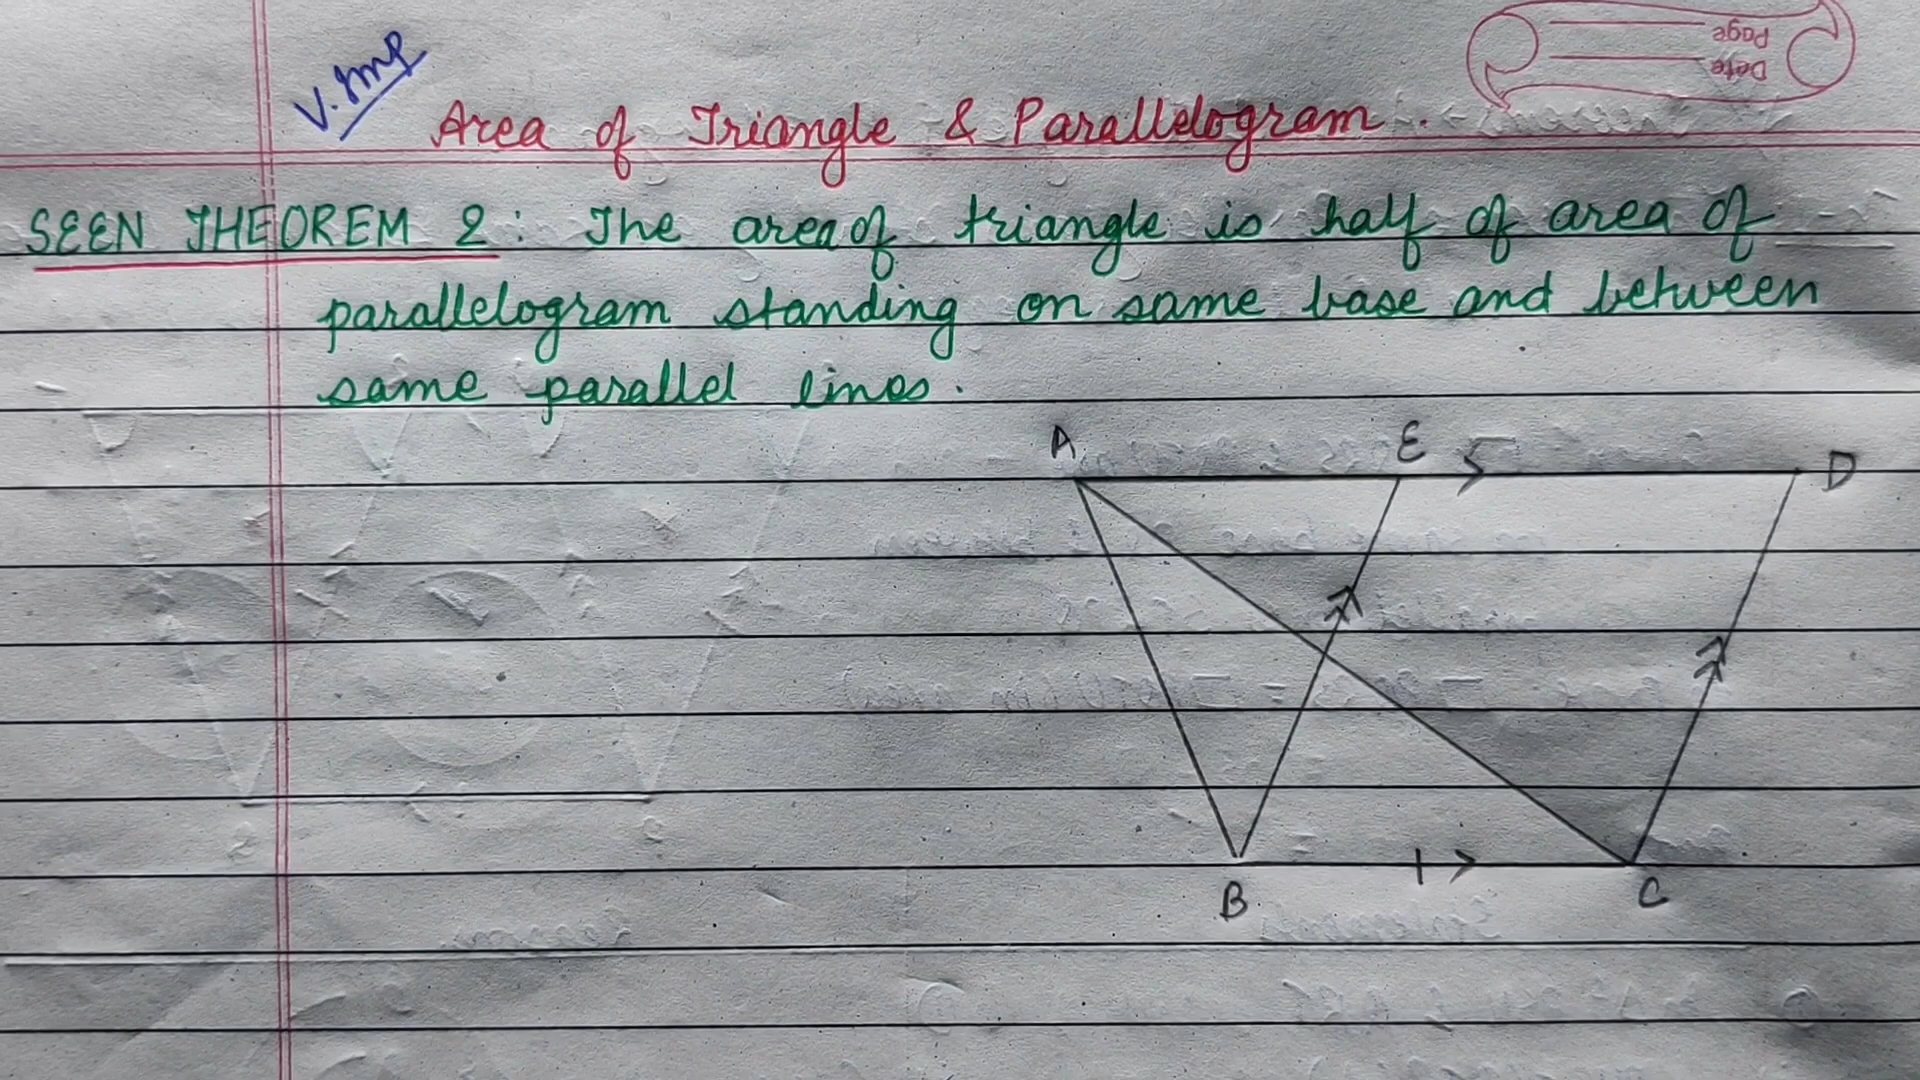 Page
Date
V. Imp
Area of Triangle & Parallelogram.
SEEN THEOREM 2: The area of triangle is half of area of
parallelogram standing on same base and between
same parallel lines.
A E D
B C